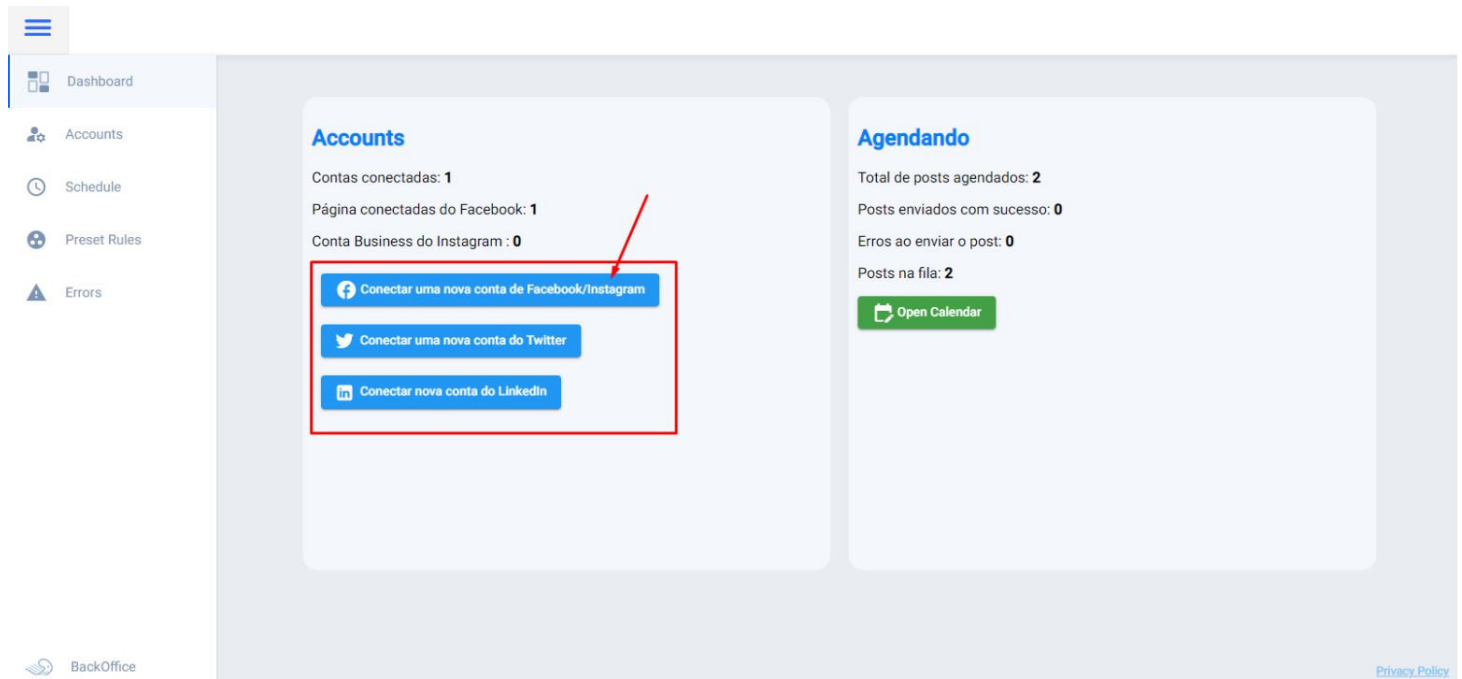 Dashboard
Accounts
Schedule
Preset Rules
Errors
BackOffice
Accounts
Contas conectadas: 1
Página conectadas do Facebook: 1
Conta Business do Instagram : 0
Conectar uma nova conta de Facebook/Instagram
Conectar uma nova conta do Twitter
Conectar nova conta do LinkedIn
Agendando
Total de posts agendados: 2
Posts enviados com sucesso: 0
Erros ao enviar o post: 0
Posts na fila: 2
Open Calendar
Privacy Policy